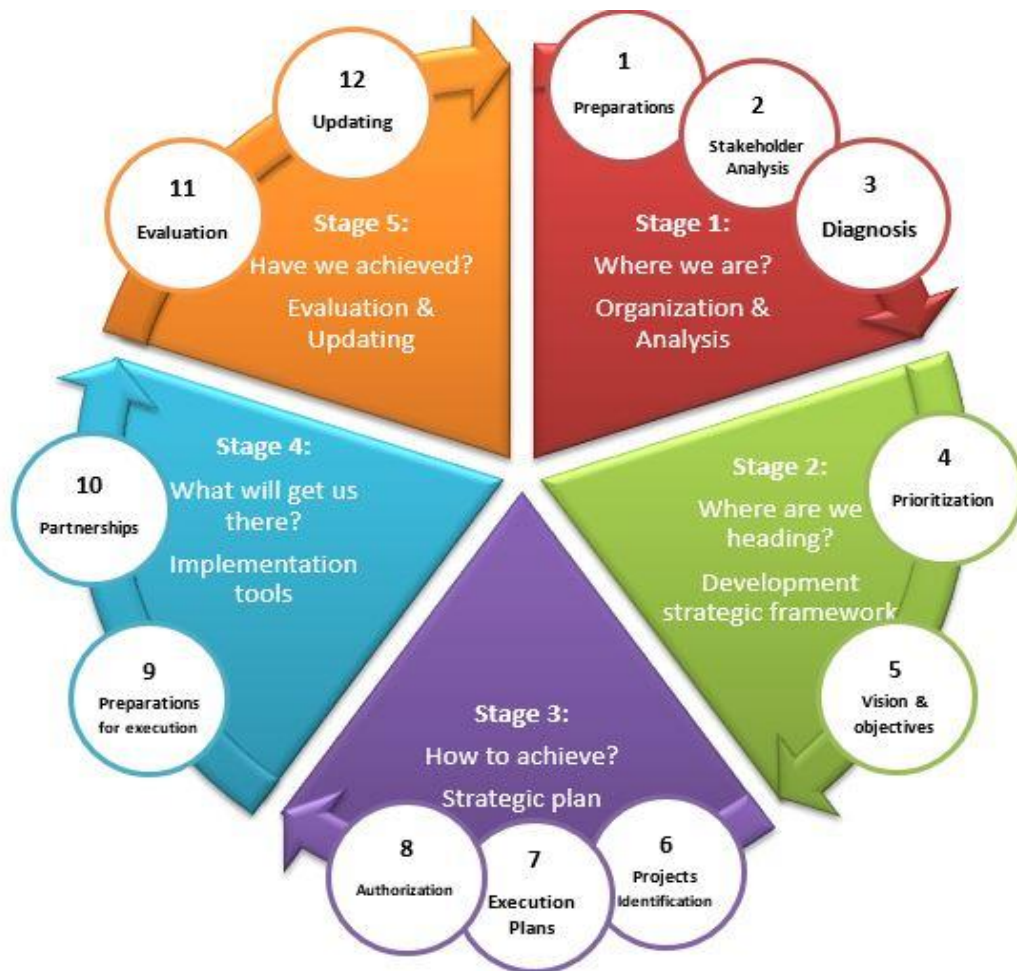 1
Preparations
2
Stakeholder
Analysis
3
Diagnosis
Stage 1:
Where we are?
Organization &
Analysis
4
Prioritization
5
Vision &
objectives
Stage 2:
Where are we
heading?
Development
strategic framework
6
Projects
Identification
7
Execution
Plans
8
Authorization
Stage 3:
How to achieve?
Strategic plan
9
Preparations
for execution
10
Partnerships
Stage 4:
What will get us
there?
Implementation
tools
11
Evaluation
12
Updating
Stage 5:
Have we achieved?
Evaluation &
Updating